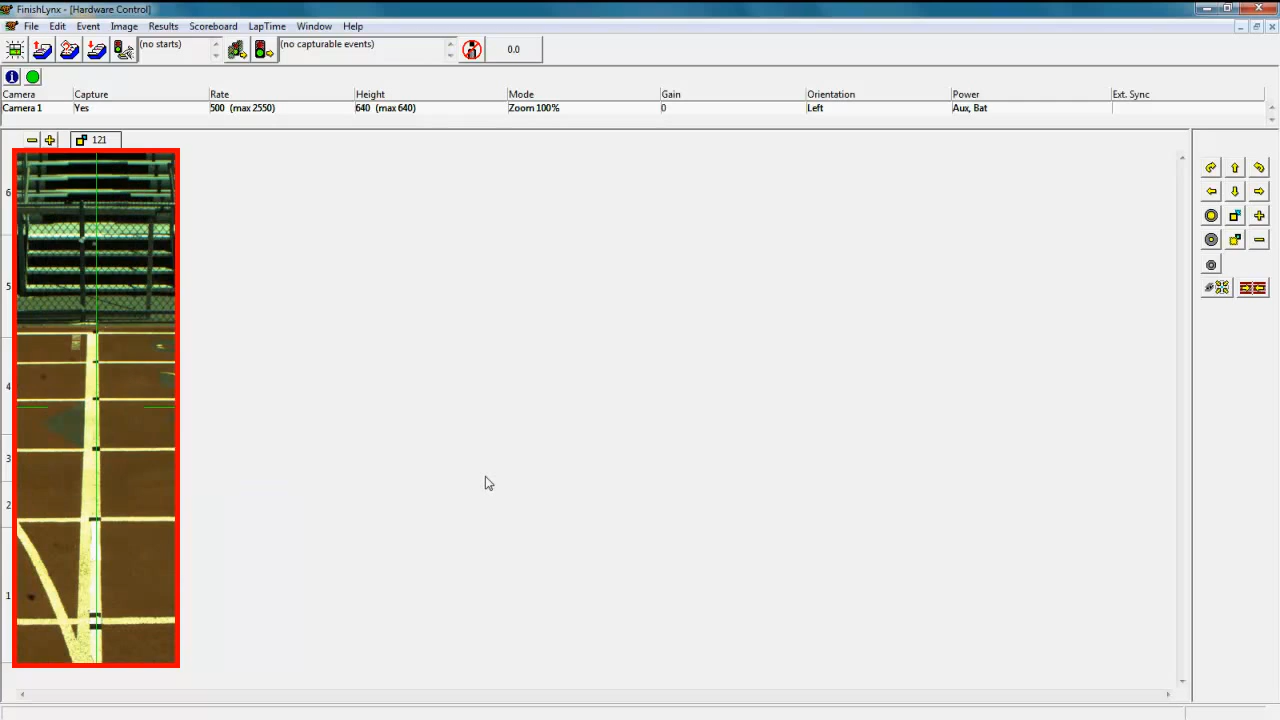 FinishLynx - [Hardware Control]
File Edit Event Image Results Scoreboard LapTime Window Help
(no starts) (no capturable events) 0.0
Camera Capture Rate Height Mode Gain Orientation Power Ext. Sync
Camera 1 Yes 500 (max 2550) 640 (max 640) Zoom 100% 0 Left Aux, Bat
121
6
5
4
3
2
1